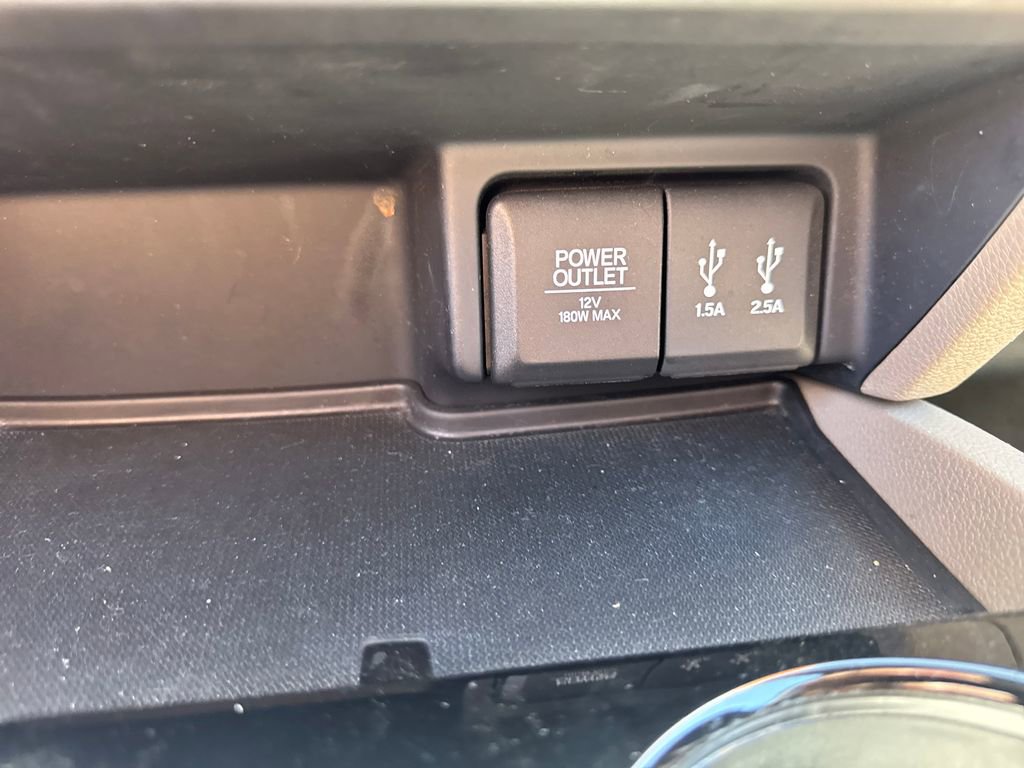 POWER
OUTLET
12V
180W MAX
1.5A 2.5A